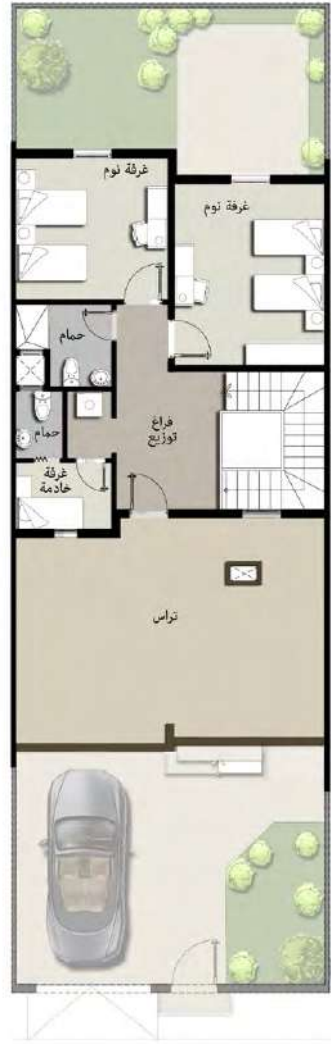 غرفة نوم
غرفة نوم
حمام
فراغ
توزيع
حمام
غرفة
خادمة
تراس